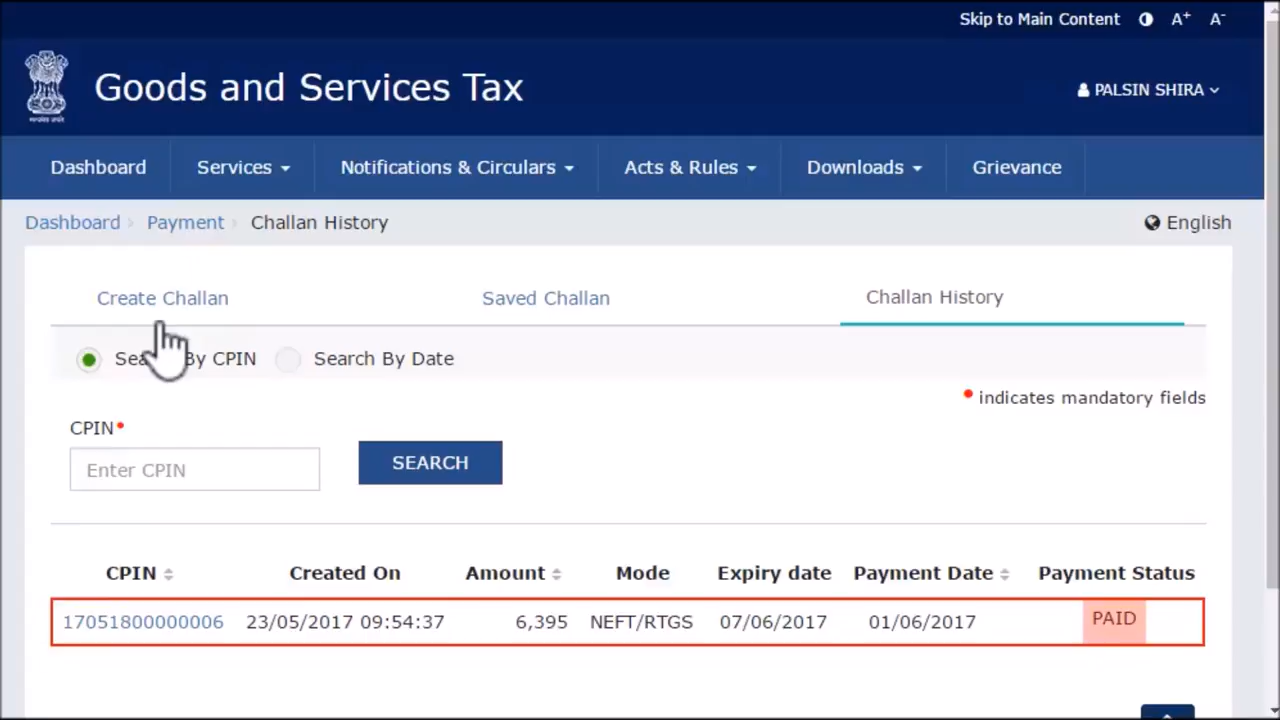 Skip to Main Content A+ A-
Goods and Services Tax
PALSIN SHIRA
Dashboard Services Notifications & Circulars Acts & Rules Downloads Grievance
Dashboard Payment Challan History English
Create Challan Saved Challan Challan History
By CPIN Search By Date
• indicates mandatory fields
CPIN•
Enter CPIN SEARCH
CPIN Created On Amount Mode Expiry date Payment Date Payment Status
17051800000006 23/05/2017 09:54:37 6,395 NEFT/RTGS 07/06/2017 01/06/2017 PAID